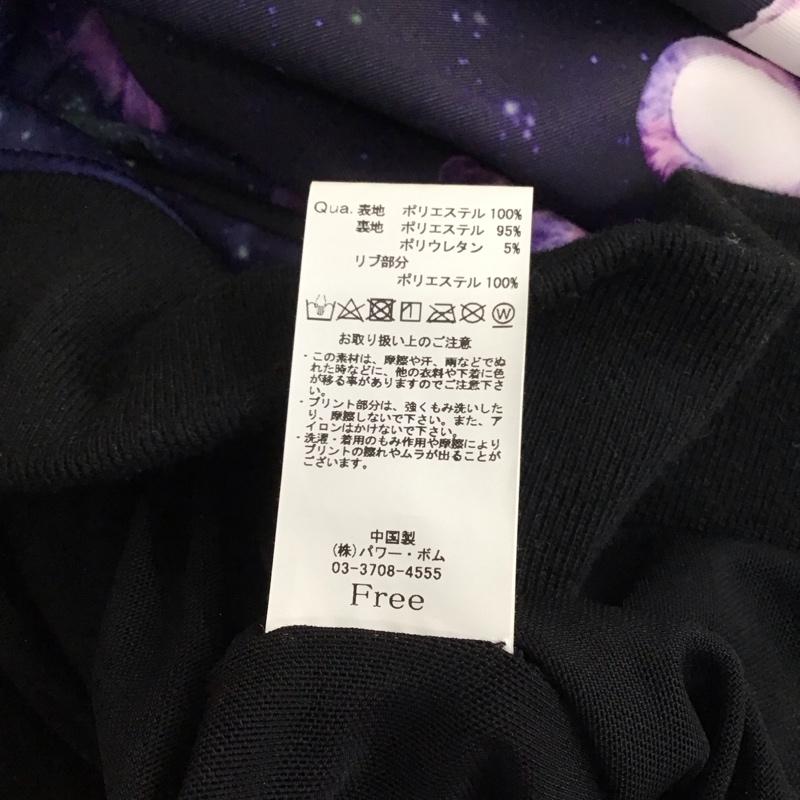 Qua. 表地 ポリエステル 100%
裏地 ポリエステル 95%
ポリウレタン 5%
リブ部分
ポリエステル 100%
W
お取り扱い上のご注意
・この素材は、摩擦や汗、雨などでぬ
れた時などに、他の衣料や下着に色
が移る事がありますのでご注意下さ
い。
・プリント部分は、強くもみ洗いした
り、摩擦しないで下さい。また、ア
イロンはかけないで下さい。
・洗濯・着用のもみ作用や摩擦により
プリントの擦れやムラが出ることが
ございます。
中国製
(株)パワー・ボム
03-3708-4555
Free